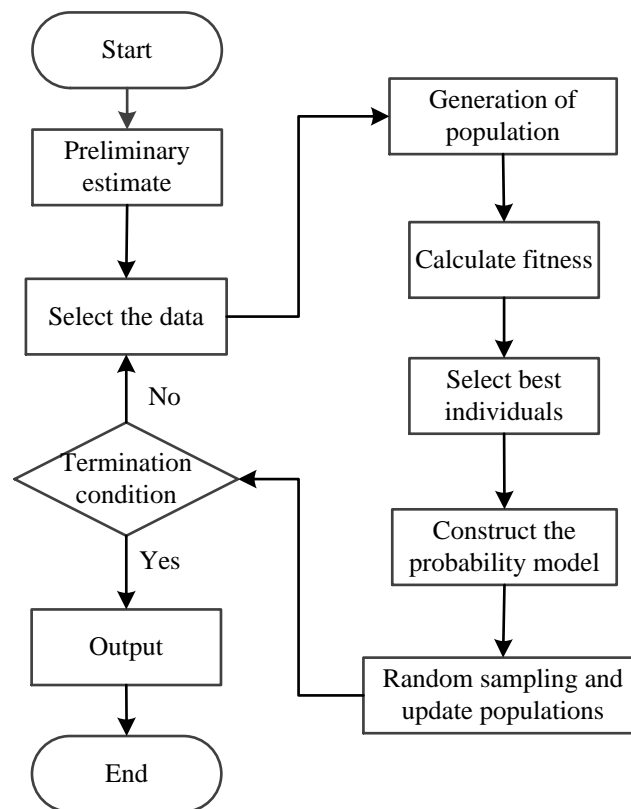 Start
Preliminary
estimate
Select the data
Generation of
population
Calculate fitness
Select best
individuals
Construct the
probability model
Random sampling and
update populations
Termination
condition
No
Yes
Output
End